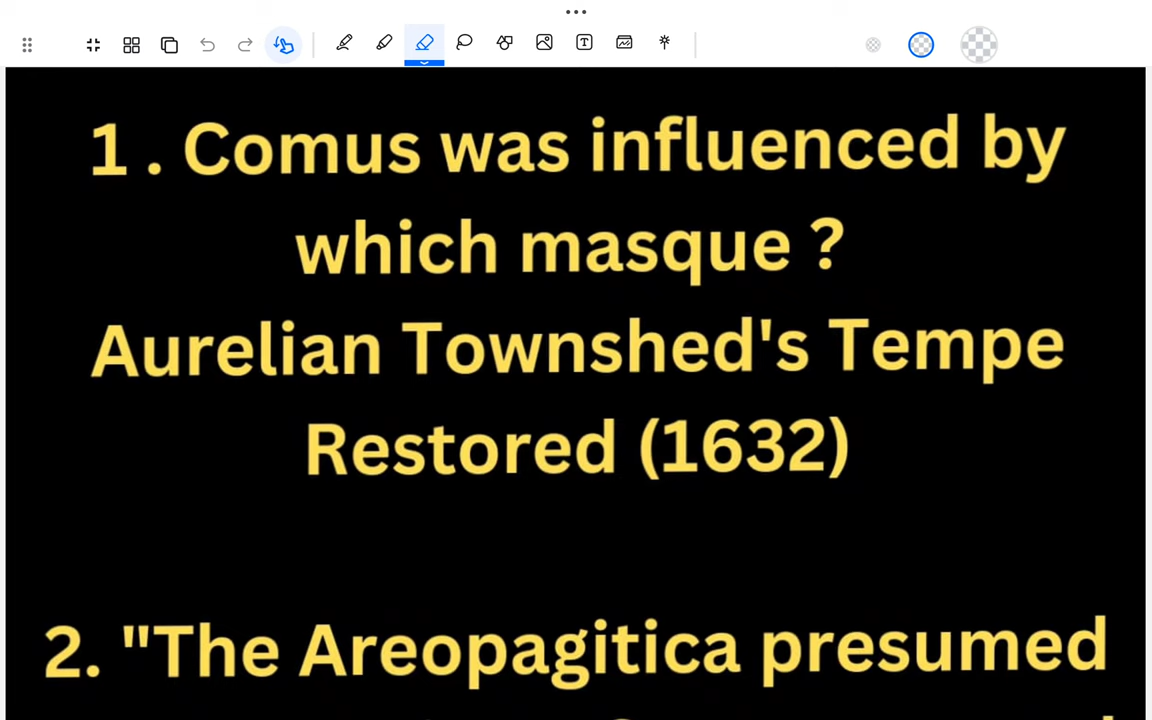 1 . Comus was influenced by
which masque ?
Aurelian Townshed's Tempe
Restored (1632)
2. "The Areopagitica presumed